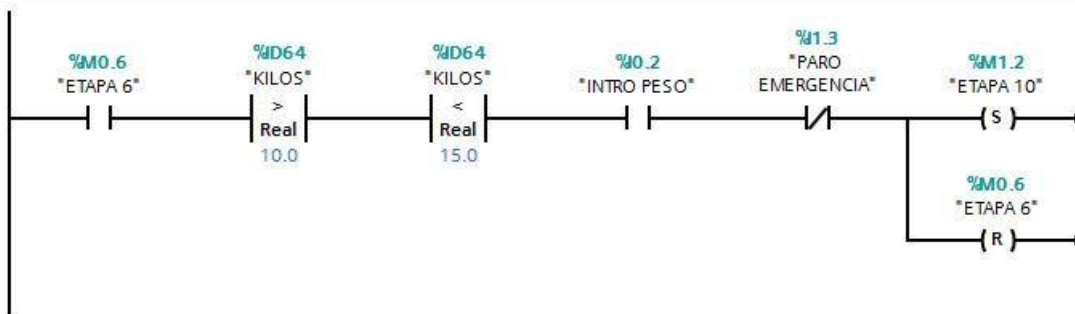 %M0.6
"ETAPA 6"
%ID64
"KILOS"
>
Real
10.0
%ID64
"KILOS"
<
Real
15.0
%I0.2
"INTRO PESO"
%I1.3
"PARO
EMERGENCIA"
%M1.2
"ETAPA 10"
S
%M0.6
"ETAPA 6"
R